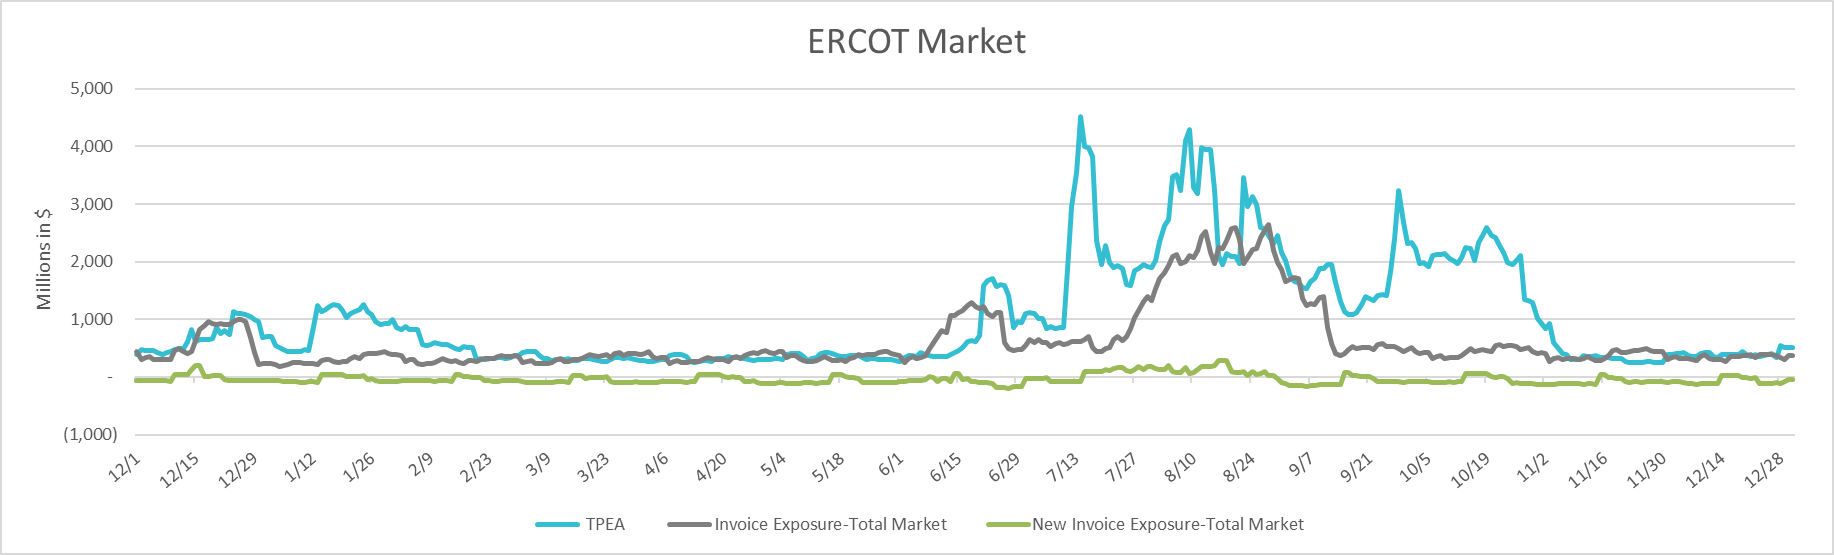 ERCOT Market
Millions in $
5,000
4,000
3,000
2,000
1,000
-
(1,000)
12/1 12/15 12/29 1/12 1/26 2/9 2/23 3/9 3/23 4/6 4/20 5/4 5/18 6/1 6/15 6/29 7/13 7/27 8/10 8/24 9/7 9/21 10/5 10/19 11/2 11/16 11/30 12/14 12/28
TPEA Invoice Exposure-Total Market New Invoice Exposure-Total Market